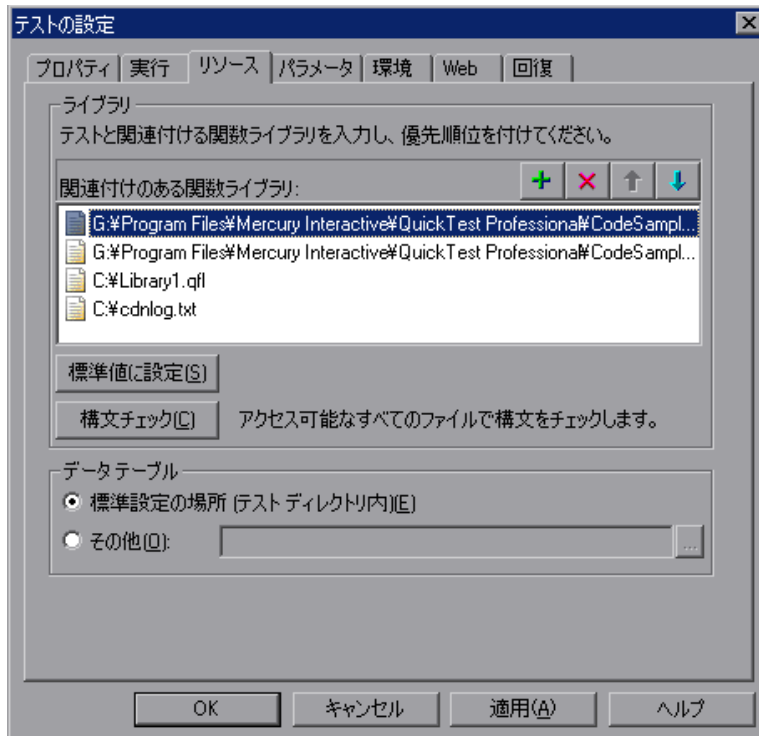 テストの設定
プロパティ 実行 リソース パラメータ 環境 Web 回復
ライブラリ
テストと関連付ける関数ライブラリを入力し、優先順位を付けてください。
関連付けのある関数ライブラリ:
G:¥Program Files¥Mercury Interactive¥QuickTest Professional¥CodeSampl...
G:¥Program Files¥Mercury Interactive¥QuickTest Professional¥CodeSampl...
C:¥Library1.qfl
C:¥cdnlog.txt
標準値に設定(S)
構文チェック(C) アクセス可能なすべてのファイルで構文をチェックします。
データ テーブル
標準設定の場所 (テスト ディレクトリ内)(E)
その他(O): ...
OK キャンセル 適用(A) ヘルプ